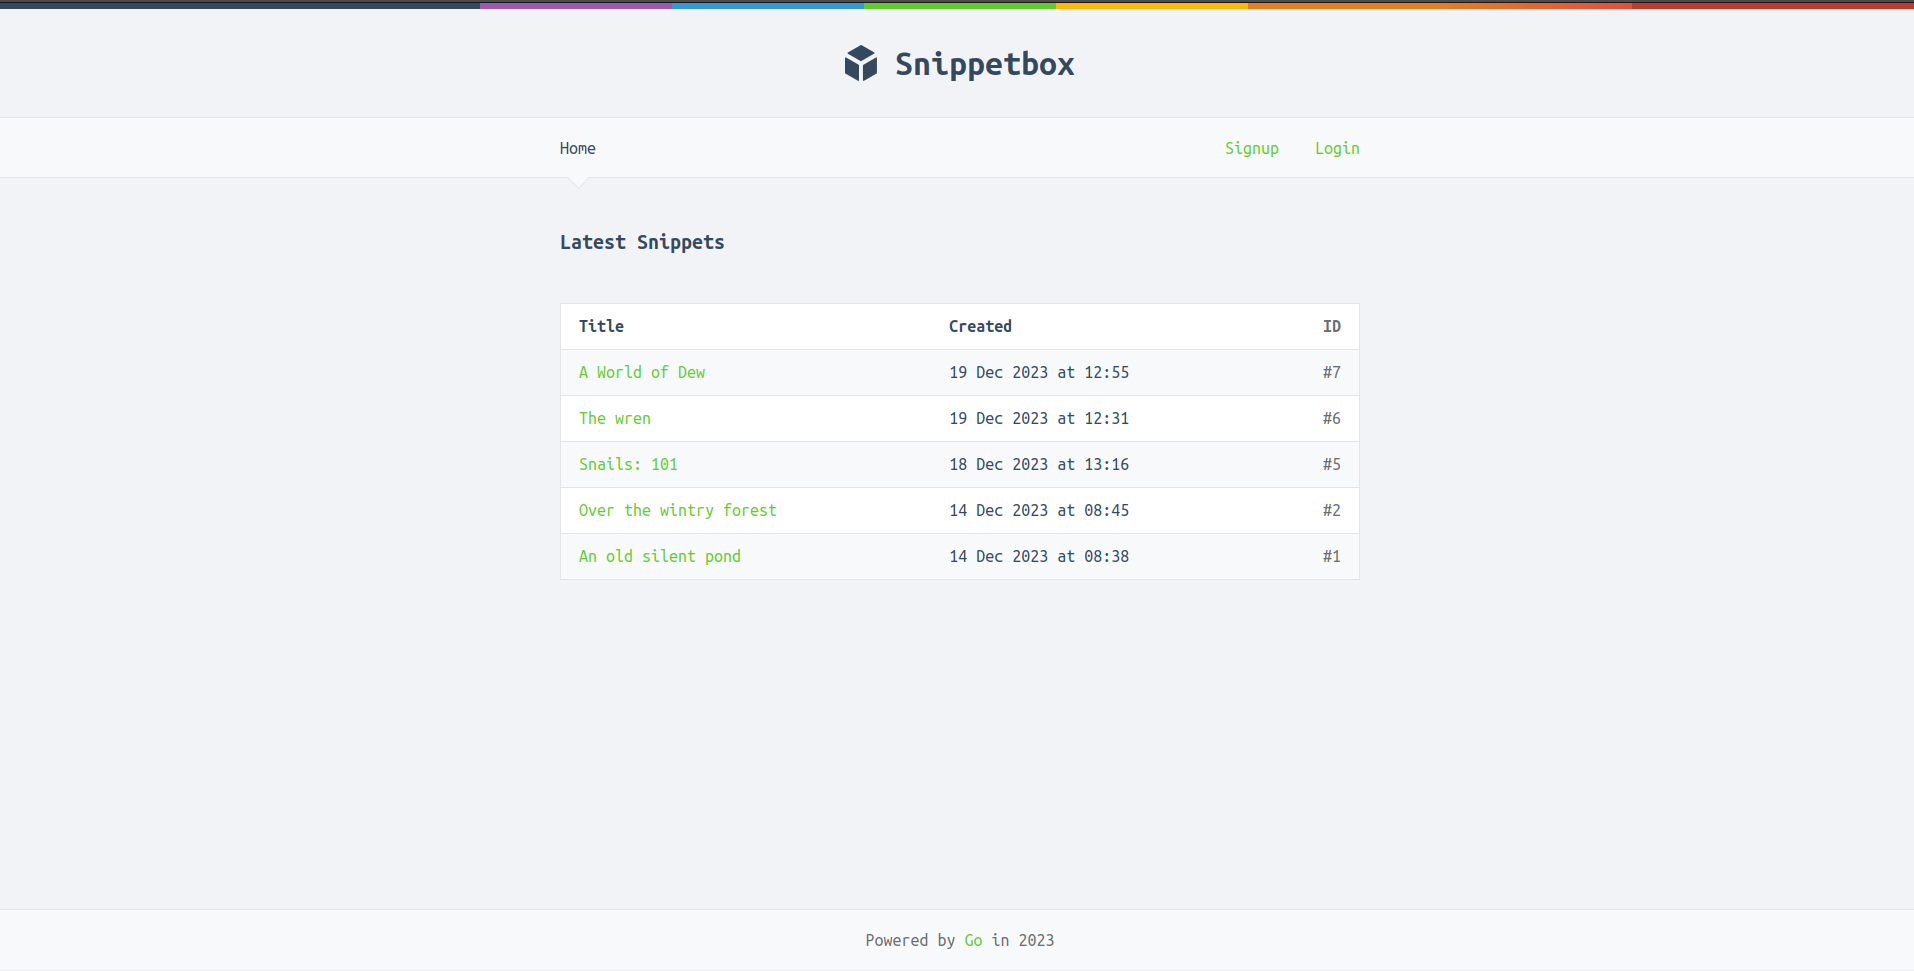 Snippetbox
Home Signup Login
Latest Snippets
Title Created ID
A World of Dew 19 Dec 2023 at 12:55 #7
The wren 19 Dec 2023 at 12:31 #6
Snails: 101 18 Dec 2023 at 13:16 #5
Over the wintry forest 14 Dec 2023 at 08:45 #2
An old silent pond 14 Dec 2023 at 08:38 #1
Powered by Go in 2023